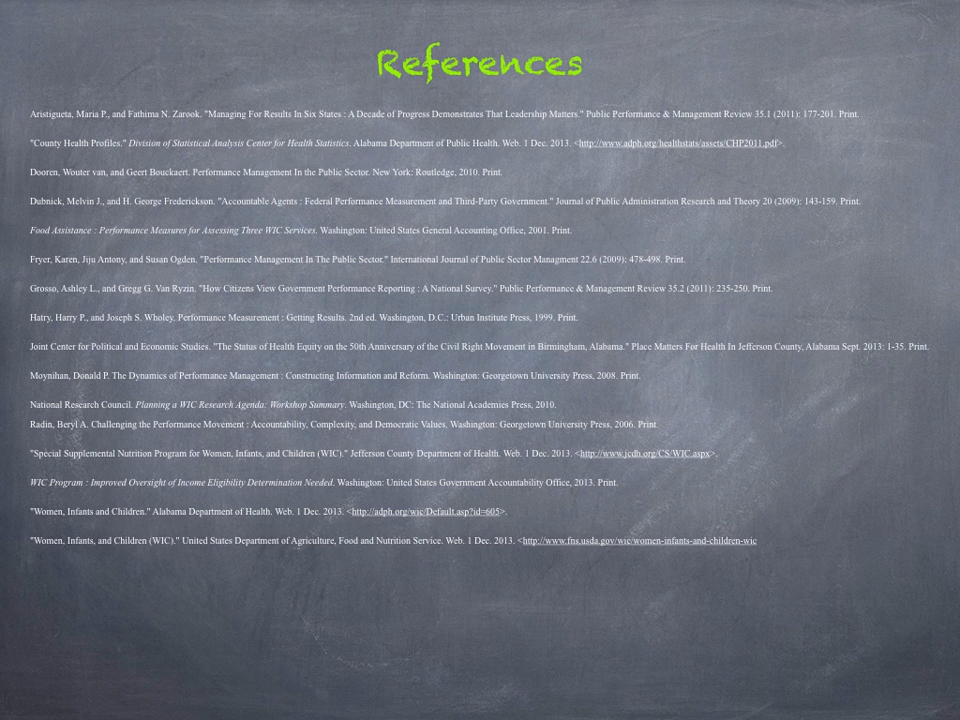 References
Aristigueta, Maria P., and Fathima N. Zarook. "Managing For Results In Six States : A Decade of Progress Demonstrates That Leadership Matters." Public Performance & Management Review 35.1 (2011): 177-201. Print.
"County Health Profiles." Division of Statistical Analysis Center for Health Statistics. Alabama Department of Public Health. Web. 1 Dec. 2013. <http://www.adph.org/healthstats/assets/CHP2011.pdf>.
Dooren, Wouter van, and Geert Bouckaert. Performance Management In the Public Sector. New York: Routledge, 2010. Print.
Dubnick, Melvin J., and H. George Frederickson. "Accountable Agents : Federal Performance Measurement and Third-Party Government." Journal of Public Administration Research and Theory 20 (2009): 143-159. Print.
Food Assistance : Performance Measures for Assessing Three WIC Services. Washington: United States General Accounting Office, 2001. Print.
Fryer, Karen, Jiju Antony, and Susan Ogden. "Performance Management In The Public Sector." International Journal of Public Sector Managment 22.6 (2009): 478-498. Print.
Grosso, Ashley L., and Gregg G. Van Ryzin. "How Citizens View Government Performance Reporting : A National Survey." Public Performance & Management Review 35.2 (2011): 235-250. Print.
Hatry, Harry P., and Joseph S. Wholey. Performance Measurement : Getting Results. 2nd ed. Washington, D.C.: Urban Institute Press, 1999. Print.
Joint Center for Political and Economic Studies. "The Status of Health Equity on the 50th Anniversary of the Civil Right Movement in Birmingham, Alabama." Place Matters For Health In Jefferson County, Alabama Sept. 2013: 1-35. Print.
Moynihan, Donald P. The Dynamics of Performance Management : Constructing Information and Reform. Washington: Georgetown University Press, 2008. Print.
National Research Council. Planning a WIC Research Agenda: Workshop Summary. Washington, DC: The National Academies Press, 2010.
Radin, Beryl A. Challenging the Performance Movement : Accountability, Complexity, and Democratic Values. Washington: Georgetown University Press, 2006. Print.
"Special Supplemental Nutrition Program for Women, Infants, and Children (WIC)." Jefferson County Department of Health. Web. 1 Dec. 2013. <http://www.jcdh.org/CS/WIC.aspx>.
WIC Program : Improved Oversight of Income Eligibility Determination Needed. Washington: United States Government Accountability Office, 2013. Print.
"Women, Infants and Children." Alabama Department of Health. Web. 1 Dec. 2013. <http://adph.org/wic/Default.asp?id=605>.
"Women, Infants, and Children (WIC)." United States Department of Agriculture, Food and Nutrition Service. Web. 1 Dec. 2013. <http://www.fns.usda.gov/wic/women-infants-and-children-wic